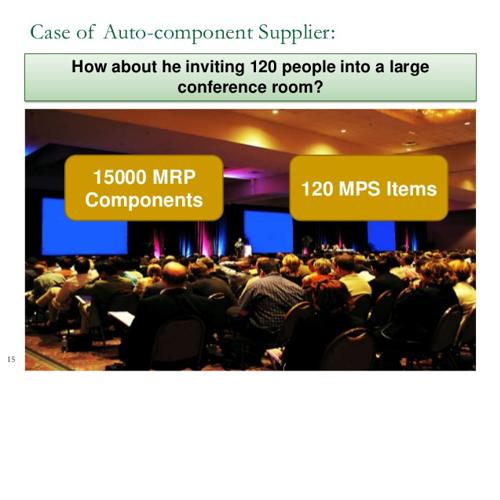 Case of Auto-component Supplier:
How about he inviting 120 people into a large
conference room?
15000 MRP
Components
120 MPS Items
15